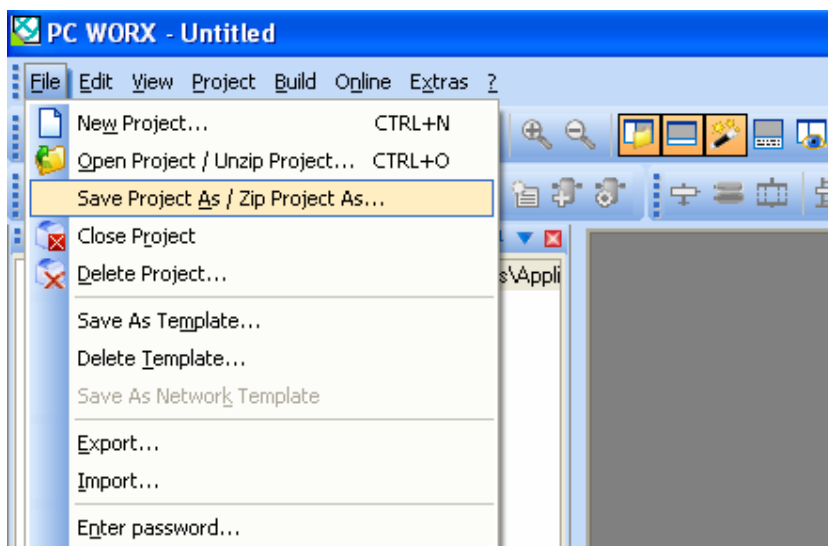 PC WORX - Untitled
File Edit View Project Build Online Extras ?
New Project... CTRL+N
Open Project / Unzip Project... CTRL+O
Save Project As / Zip Project As...
Close Project
Delete Project...
s\Appli
Save As Template...
Delete Template...
Save As Network Template
Export...
Import...
Enter password...